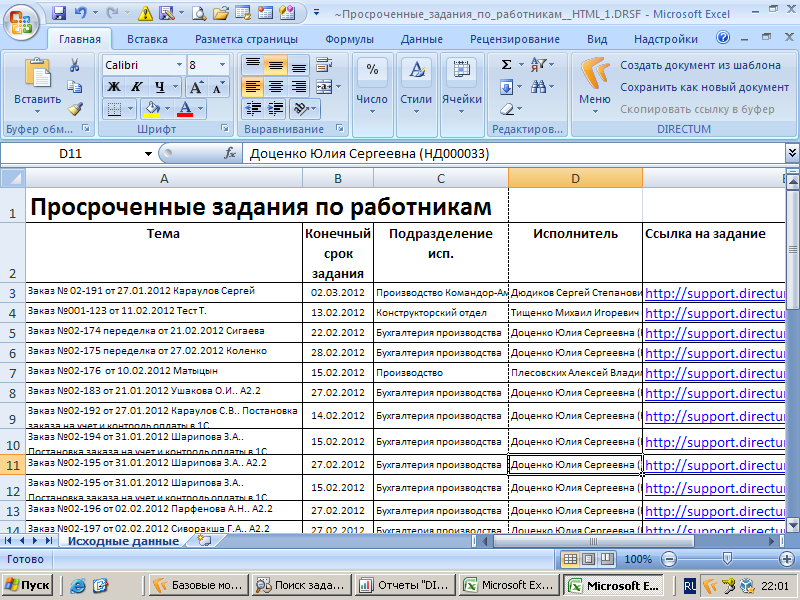 ~Просроченные_задания_по_работникам__HTML_1.DRSF - Microsoft Excel
Главная Вставка Разметка страницы Формулы Данные Рецензирование Вид Надстройки
Вставить
Буфер обм...
Calibri 8
Ж К Ч
Шрифт
Выравнивание
Число
Стили
Ячейки
Редактиров...
Меню
Создать документ из шаблона
Сохранить как новый документ
Скопировать ссылку в буфер
DIRECTUM
D11 fx Доценко Юлия Сергеевна (НД000033)
A B C D E
1 Просроченные задания по работникам
2 Тема Конечный срок задания Подразделение исп. Исполнитель Ссылка на задание
3 Заказ № 02-191 от 27.01.2012 Караулов Сергей 02.03.2012 Производство Командор-Ам Дюдиков Сергей Степанови http://support.directu
4 Заказ №001-123 от 11.02.2012 Тест Т. 13.02.2012 Конструкторский отдел Тищенко Михаил Игоревич http://support.directu
5 Заказ №02-174 переделка от 21.02.2012 Сигаева 22.02.2012 Бухгалтерия производства Доценко Юлия Сергеевна (Н http://support.directu
6 Заказ №02-175 переделка от 27.02.2012 Коленко 28.02.2012 Бухгалтерия производства Доценко Юлия Сергеевна (Н http://support.directu
7 Заказ №02-176 от 10.02.2012 Матыцын 15.02.2012 Производство Плесовских Алексей Влади http://support.directu
8 Заказ №02-183 от 21.01.2012 Ушакова О.И.. А2.2 27.02.2012 Бухгалтерия производства Доценко Юлия Сергеевна (Н http://support.directu
9 Заказ №02-192 от 27.01.2012 Караулов С.В.. Постановка заказа на учет и контроль оплаты в 1С 14.02.2012 Бухгалтерия производства Доценко Юлия Сергеевна (Н http://support.directu
10 Заказ №02-194 от 31.01.2012 Шарипова З.А.. Постановка заказа на учет и контроль оплаты в 1С 15.02.2012 Бухгалтерия производства Доценко Юлия Сергеевна (Н http://support.directu
11 Заказ №02-195 от 31.01.2012 Шарипова З.А.. А2.2 27.02.2012 Бухгалтерия производства Доценко Юлия Сергеевна ( http://support.directu
12 Заказ №02-195 от 31.01.2012 Шарипова З.А.. Постановка заказа на учет и контроль оплаты в 1С 15.02.2012 Бухгалтерия производства Доценко Юлия Сергеевна (Н http://support.directu
13 Заказ №02-196 от 02.02.2012 Парфенова А.Н.. А2.2 27.02.2012 Бухгалтерия производства Доценко Юлия Сергеевна (Н http://support.directu
14 Заказ №02-197 от 02.02.2012 Сиворакша Г.А.. А2.2 27.02.2012 Бухгалтерия производства Доценко Юлия Сергеевна (Н http://support.directu
Исходные данные
Готово 100%
Пуск Базовые мо... Поиск зада... Отчеты "DI... Microsoft Ex... Microsoft E... RU 22:01